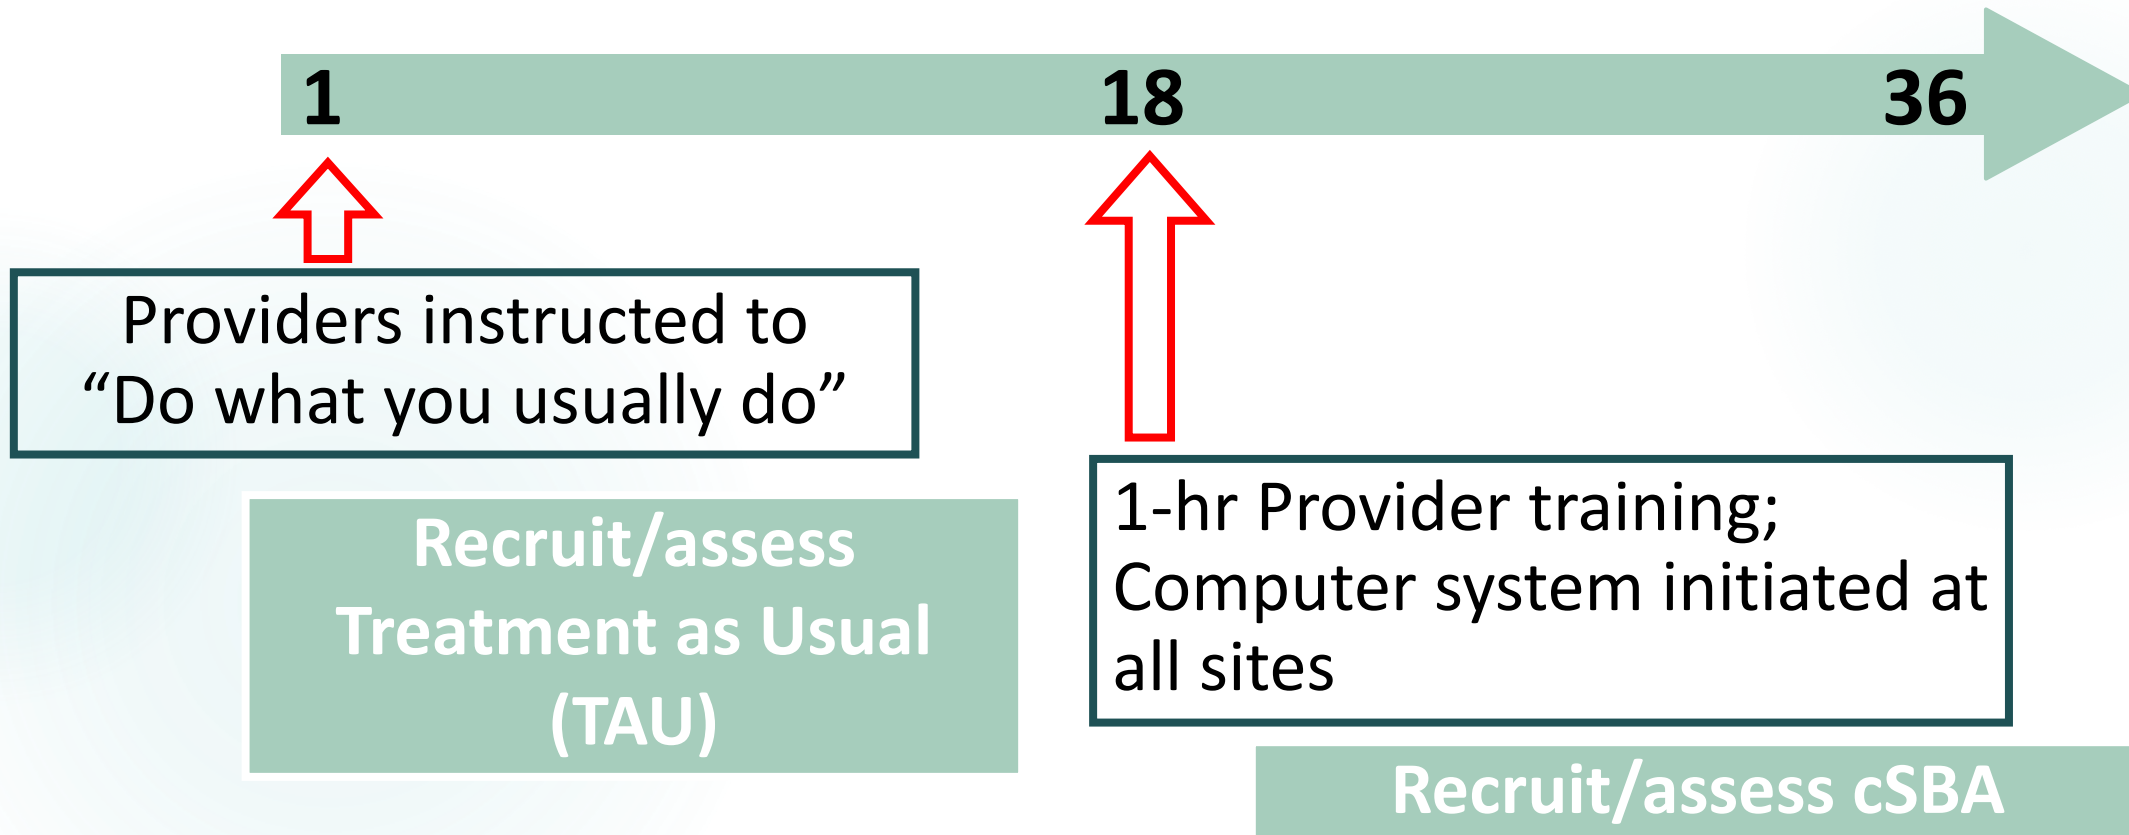 1 18 36
Providers instructed to
“Do what you usually do”
Recruit/assess
Treatment as Usual
(TAU)
1-hr Provider training;
Computer system initiated at
all sites
Recruit/assess cSBA